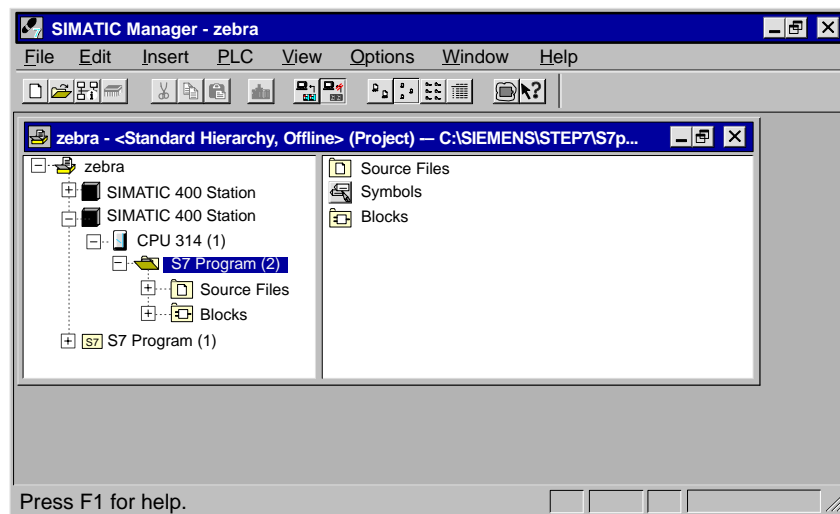 SIMATIC Manager - zebra
File Edit Insert PLC View Options Window Help
zebra - <Standard Hierarchy, Offline> (Project) –– C:\SIEMENS\STEP7\S7p...
zebra
SIMATIC 400 Station
SIMATIC 400 Station
CPU 314 (1)
S7 Program (2)
Source Files
Blocks
S7 S7 Program (1)
Source Files
Symbols
Blocks
Press F1 for help.